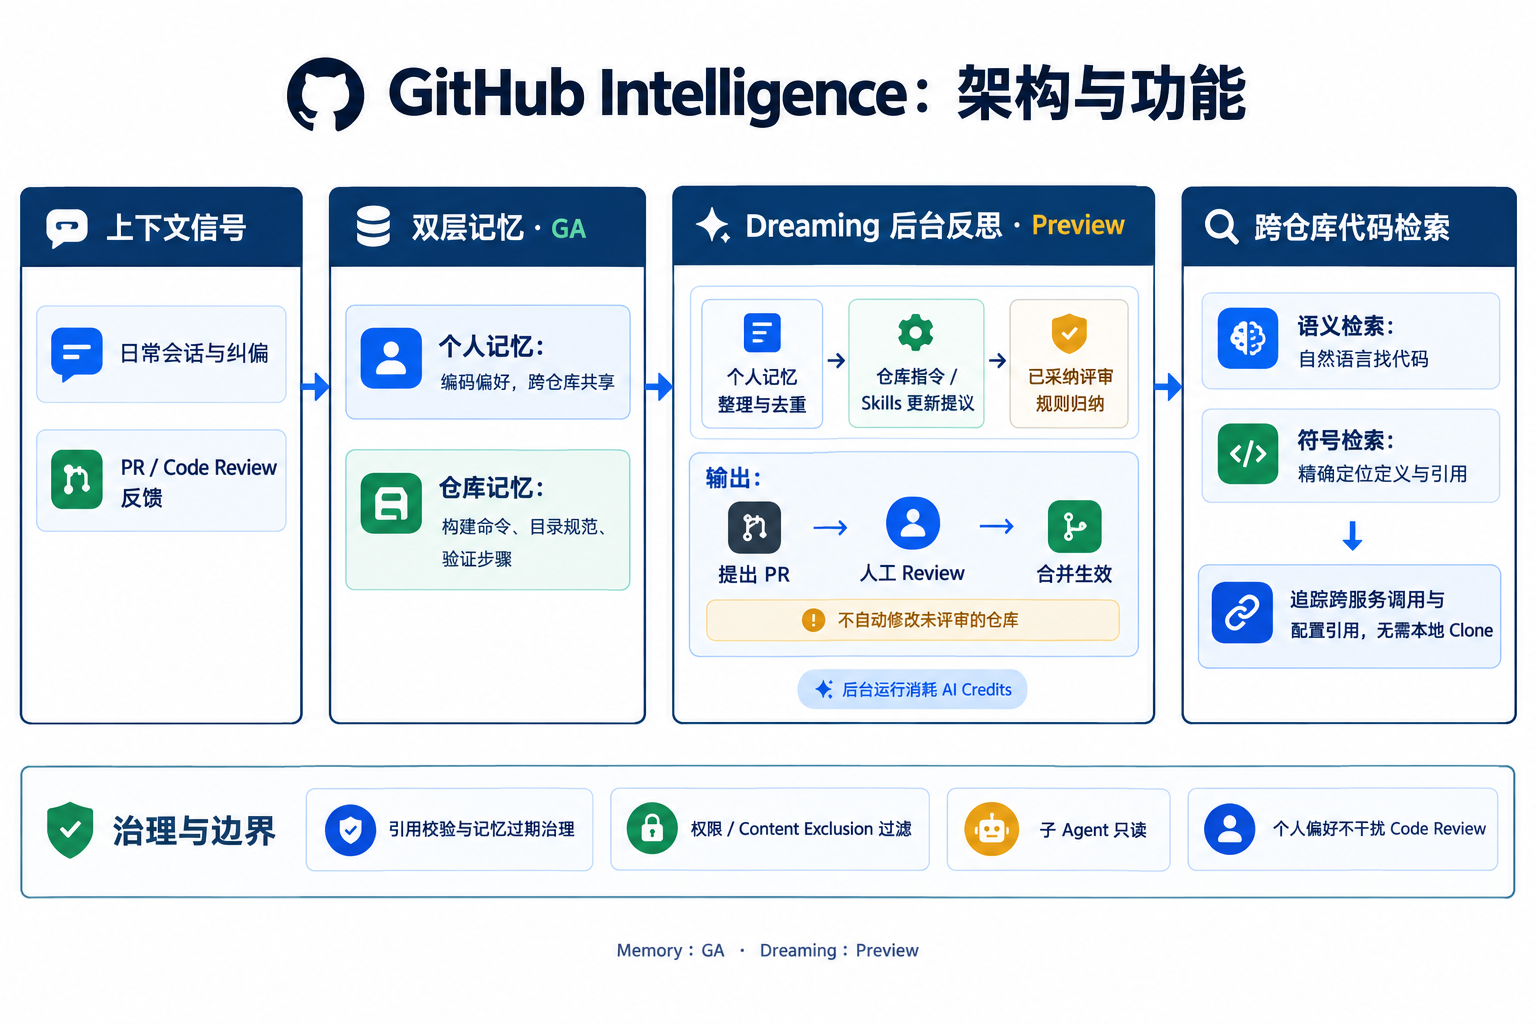 GitHub Intelligence：架构与功能
上下文信号
日常会话与纠偏
PR / Code Review
反馈
双层记忆 · GA
个人记忆：
编码偏好，跨仓库共享
仓库记忆：
构建命令、目录规范、
验证步骤
Dreaming 后台反思 · Preview
个人记忆
整理与去重
仓库指令 /
Skills 更新提议
已采纳评审
规则归纳
输出：
提出 PR
人工 Review
合并生效
不自动修改未评审的仓库
后台运行消耗 AI Credits
跨仓库代码检索
语义检索：
自然语言找代码
符号检索：
精确定位定义与引用
追踪跨服务调用与
配置引用，无需本地 Clone
治理与边界
引用校验与记忆过期治理
权限 / Content Exclusion 过滤
子 Agent 只读
个人偏好不干扰 Code Review
Memory：GA · Dreaming：Preview